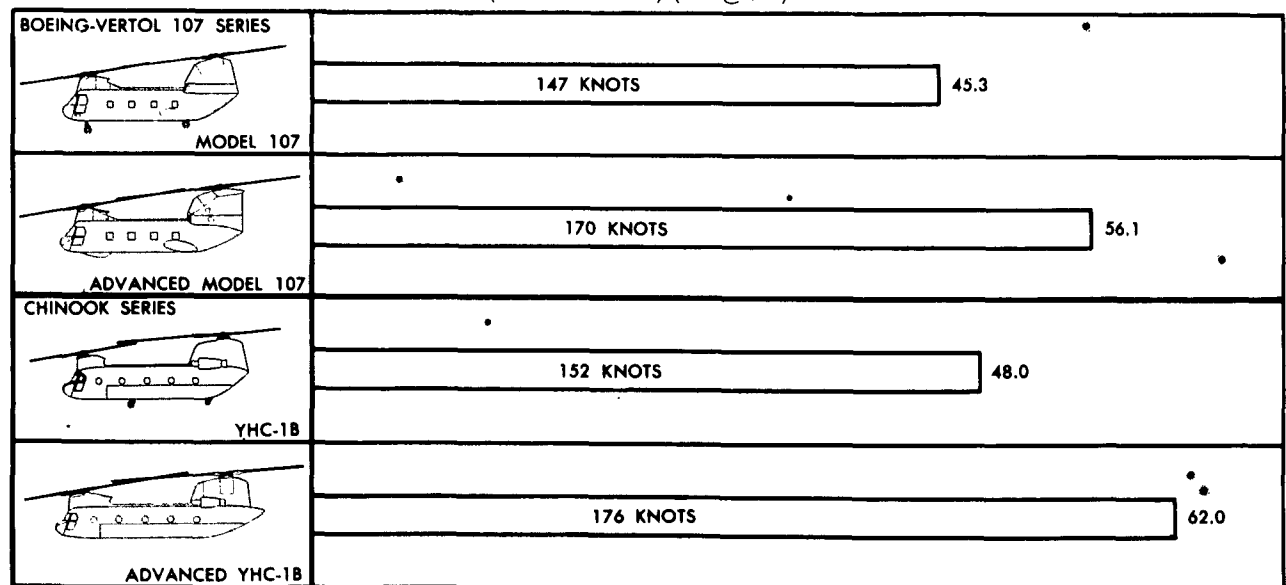 BOEING-VERTOL 107 SERIES
147 KNOTS
45.3
MODEL 107
170 KNOTS
56.1
ADVANCED MODEL 107
CHINOOK SERIES
152 KNOTS
48.0
YHC-1B
176 KNOTS
62.0
ADVANCED YHC-1B